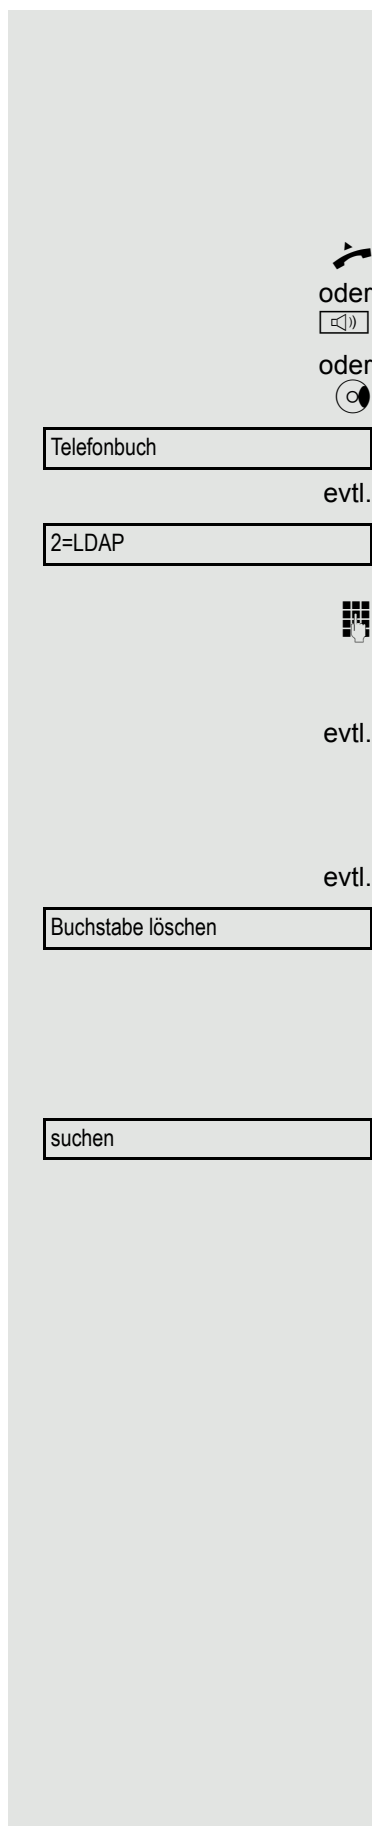 oder
oder
Telefonbuch
evtl.
2=LDAP
evtl.
evtl.
Buchstabe löschen
suchen